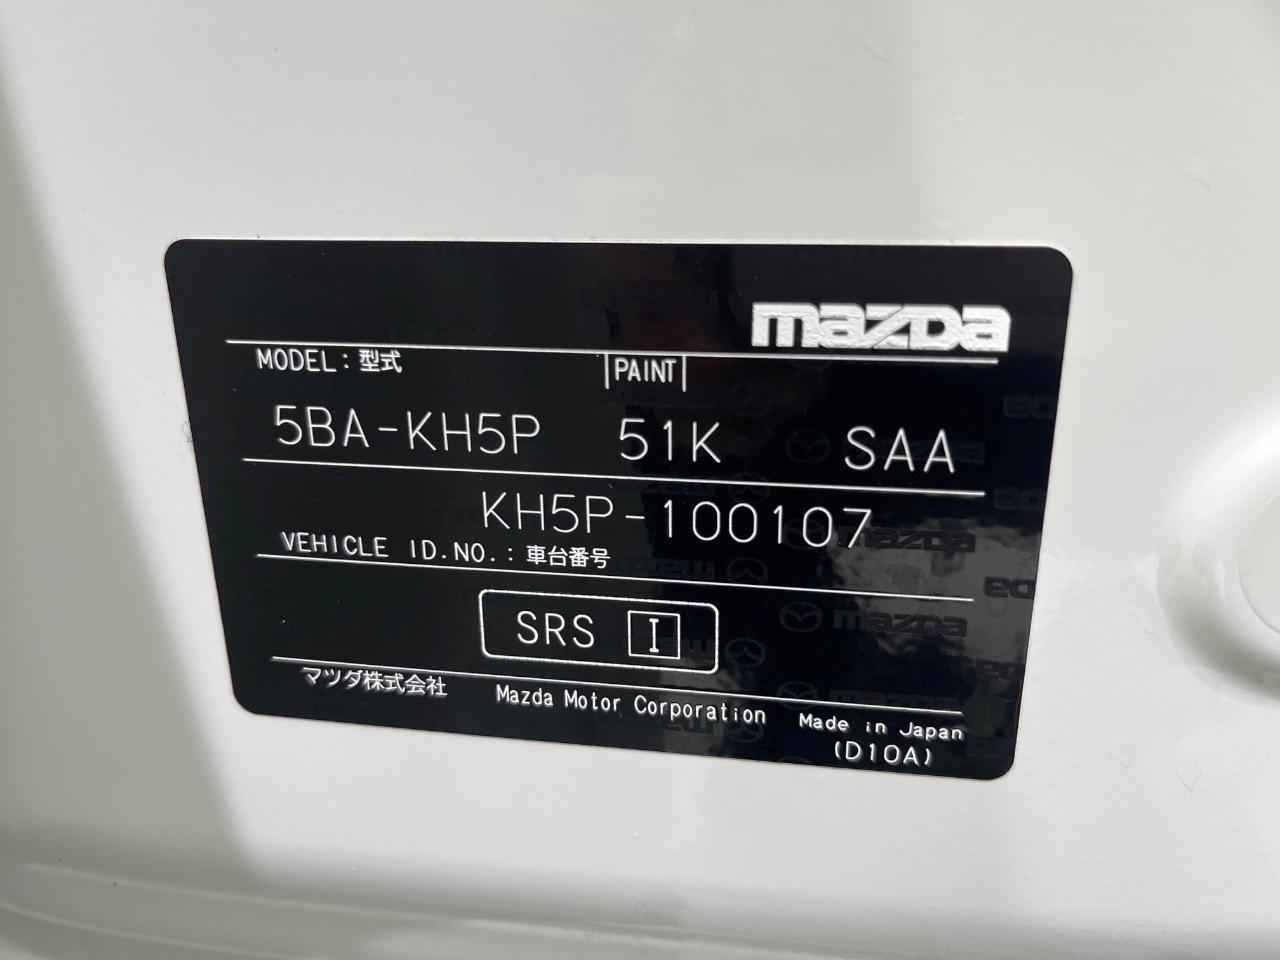 mazda
MODEL：型式 PAINT
5BA-KH5P 51K SAA
KH5P-100107
VEHICLE ID.NO.：車台番号
SRS I
マツダ株式会社 Mazda Motor Corporation Made in Japan
(D10A)